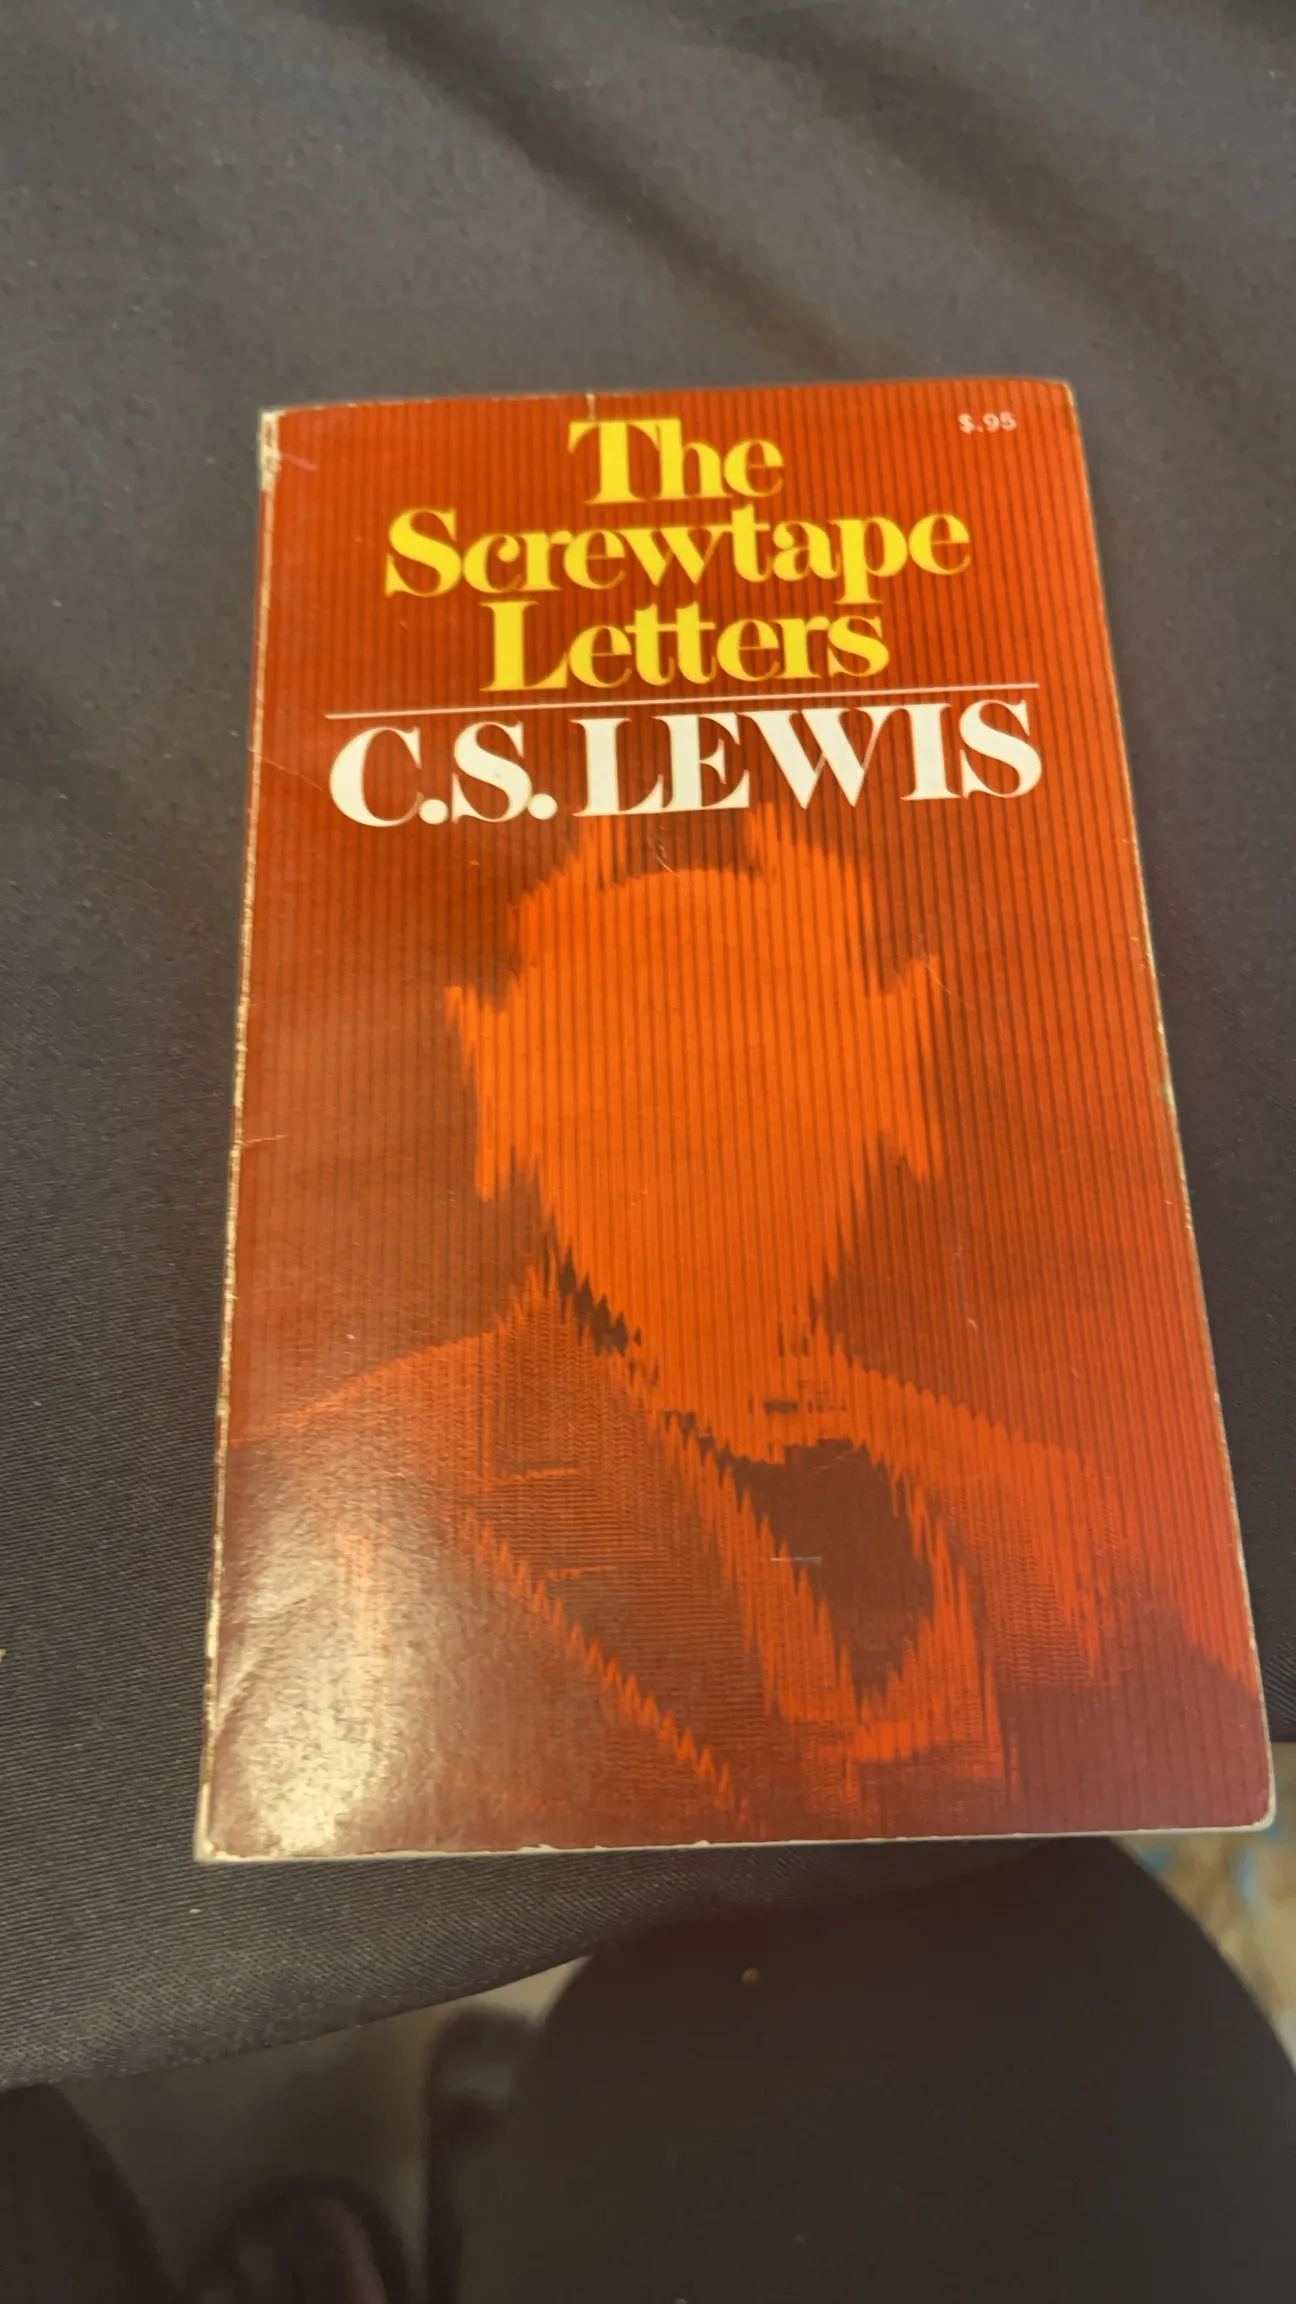 $.95
The
Screwtape
Letters
C.S. LEWIS